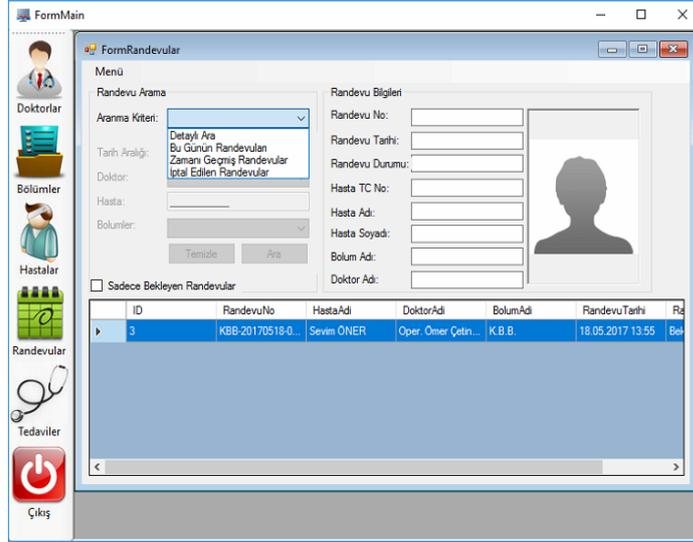 FormMain
Doktorlar
Bölümler
Hastalar
Randevular
Tedaviler
Çıkış
FormRandevular
Menü
Randevu Arama
Aranma Kriteri:
Detaylı Ara
Bu Günün Randevuları
Zamanı Geçmiş Randevular
İptal Edilen Randevular
Tarih Aralığı:
Doktor:
Hasta:
Bolumler:
Temizle Ara
Sadece Bekleyen Randevular
Randevu Bilgileri
Randevu No:
Randevu Tarihi:
Randevu Durumu:
Hasta TC No:
Hasta Adı:
Hasta Soyadı:
Bolum Adı:
Doktor Adı:
ID RandevuNo HastaAdi DoktorAdi BolumAdi RandevuTarihi Ra
3 KBB-20170518-0... Sevim ÖNER Oper. Ömer Çetin... K.B.B. 18.05.2017 13:55 Bek